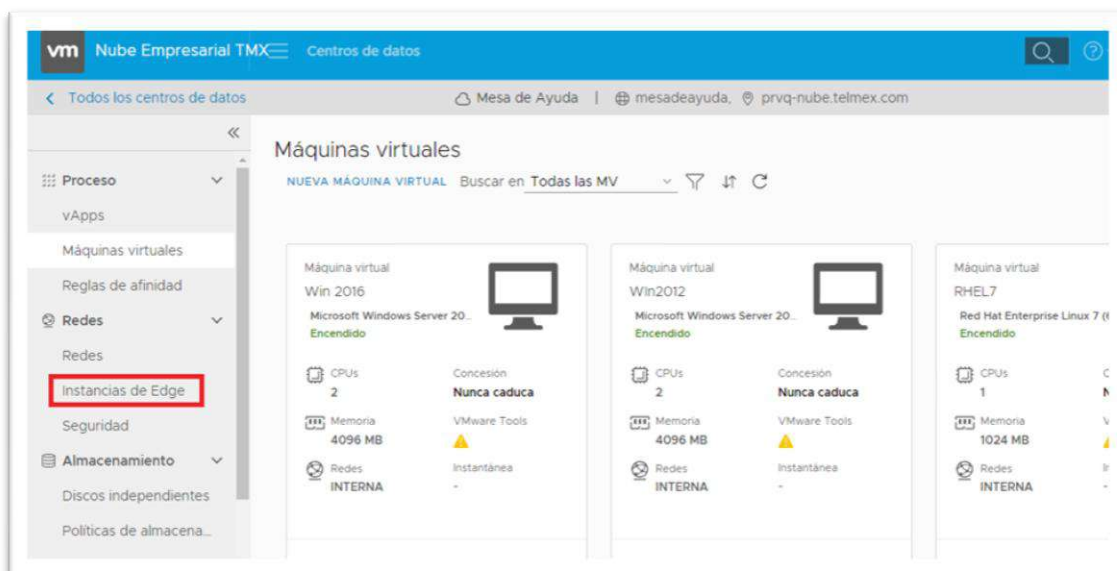 vm Nube Empresarial TMX Centros de datos
Todos los centros de datos Mesa de Ayuda | mesadeayuda, prvq-nube.telmex.com
Máquinas virtuales
NUEVA MÁQUINA VIRTUAL Buscar en Todas las MV
Proceso
vApps
Máquinas virtuales
Reglas de afinidad
Redes
Redes
Instancias de Edge
Seguridad
Almacenamiento
Discos independientes
Políticas de almacena...
Máquina virtual
Win 2016
Microsoft Windows Server 20...
Encendido
CPUs Concesión
2 Nunca caduca
Memoria VMware Tools
4096 MB
Redes Instantánea
INTERNA -
Máquina virtual
Win2012
Microsoft Windows Server 20...
Encendido
CPUs Concesión
2 Nunca caduca
Memoria VMware Tools
4096 MB
Redes Instantánea
INTERNA -
Máquina virtual
RHEL7
Red Hat Enterprise Linux 7
Encendido
CPUs
1
Memoria
1024 MB
Redes
INTERNA -